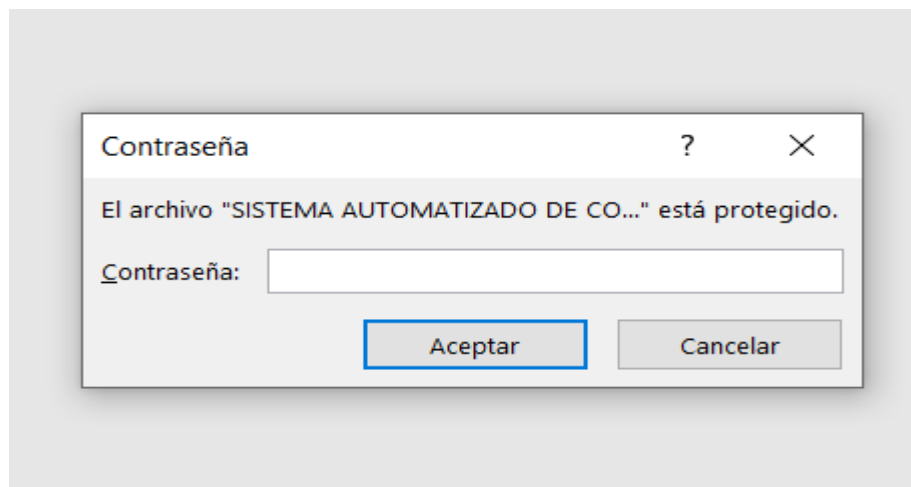 Contraseña
?
El archivo "SISTEMA AUTOMATIZADO DE CO..." está protegido.
Contraseña:
Aceptar
Cancelar